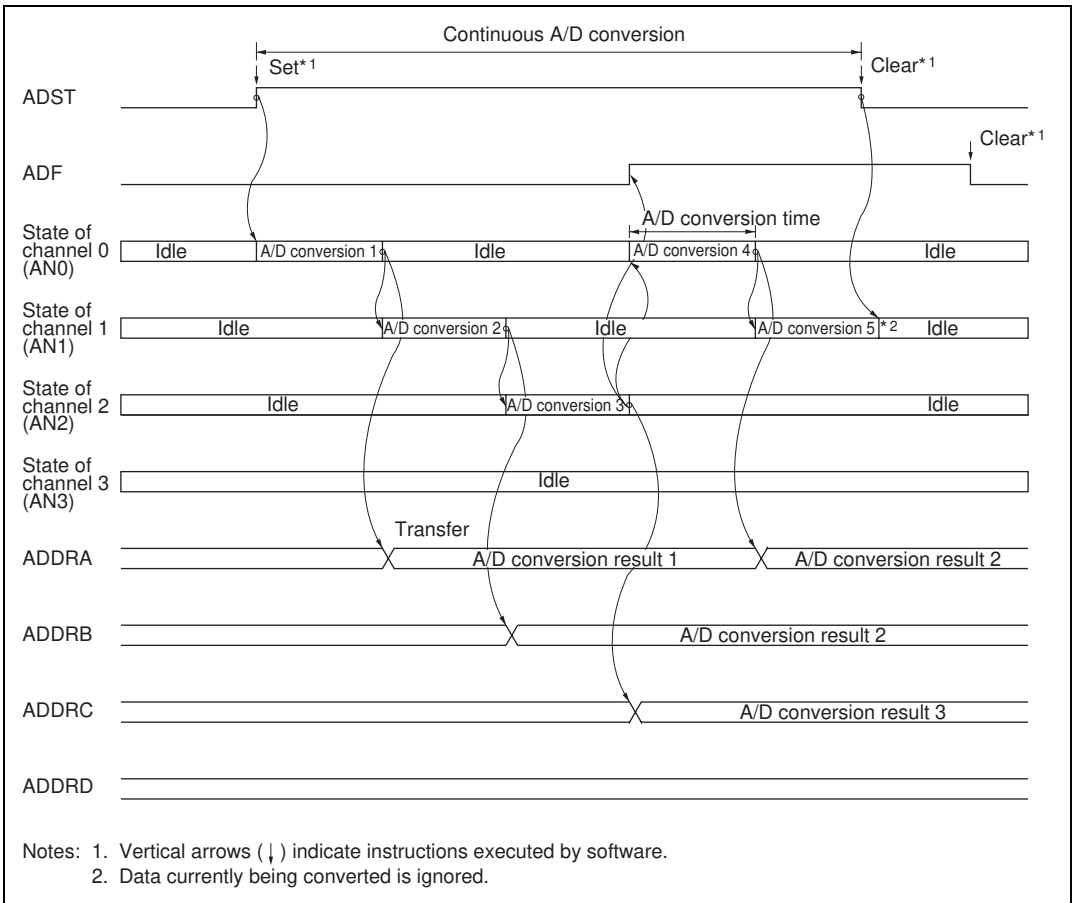 Continuous A/D conversion
Set*1
Clear*1
ADST
Clear*1
ADF
A/D conversion time
State of
channel 0
(AN0)
Idle
A/D conversion 1
Idle
A/D conversion 4
Idle
State of
channel 1
(AN1)
Idle
A/D conversion 2
Idle
A/D conversion 5
*2
Idle
State of
channel 2
(AN2)
Idle
A/D conversion 3
Idle
State of
channel 3
(AN3)
Idle
Transfer
ADDRA
A/D conversion result 1
A/D conversion result 2
ADDRB
A/D conversion result 2
ADDRC
A/D conversion result 3
ADDRD
Notes: 1. Vertical arrows (↓) indicate instructions executed by software.
2. Data currently being converted is ignored.